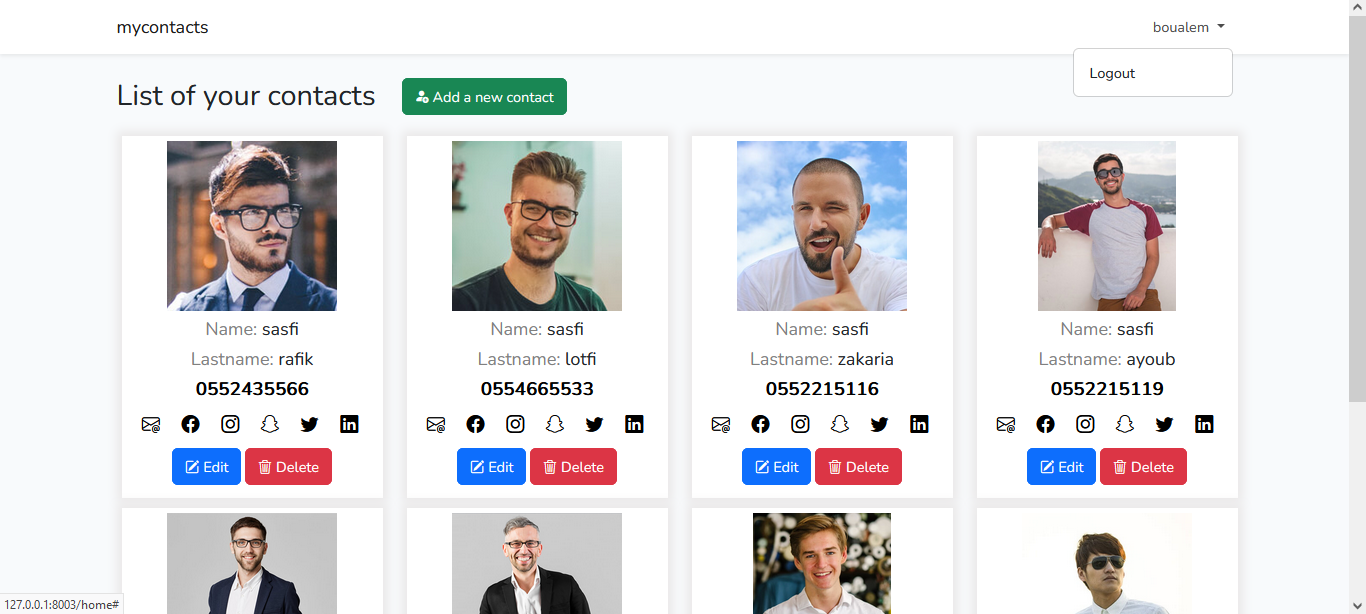 mycontacts
boualem
Logout
List of your contacts
Add a new contact
Name: sasfi
Lastname: rafik
0552435566
Edit Delete
Name: sasfi
Lastname: lotfi
0554665533
Edit Delete
Name: sasfi
Lastname: zakaria
0552215116
Edit Delete
Name: sasfi
Lastname: ayoub
0552215119
Edit Delete
127.0.0.1:8003/home#